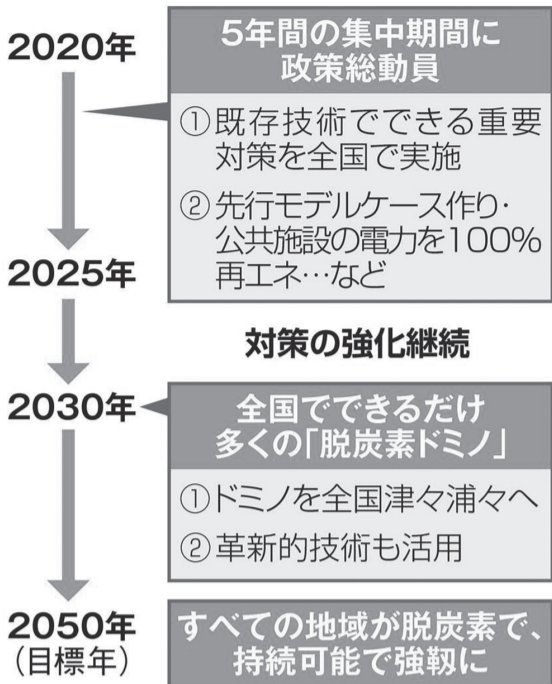 2020年
5年間の集中期間に
政策総動員
①既存技術でできる重要
対策を全国で実施
②先行モデルケース作り・
公共施設の電力を100%
再エネ…など
2025年
対策の強化継続
2030年
全国でできるだけ
多くの「脱炭素ドミノ」
①ドミノを全国津々浦々へ
②革新的技術も活用
2050年
(目標年)
すべての地域が脱炭素で、
持続可能で強靱に